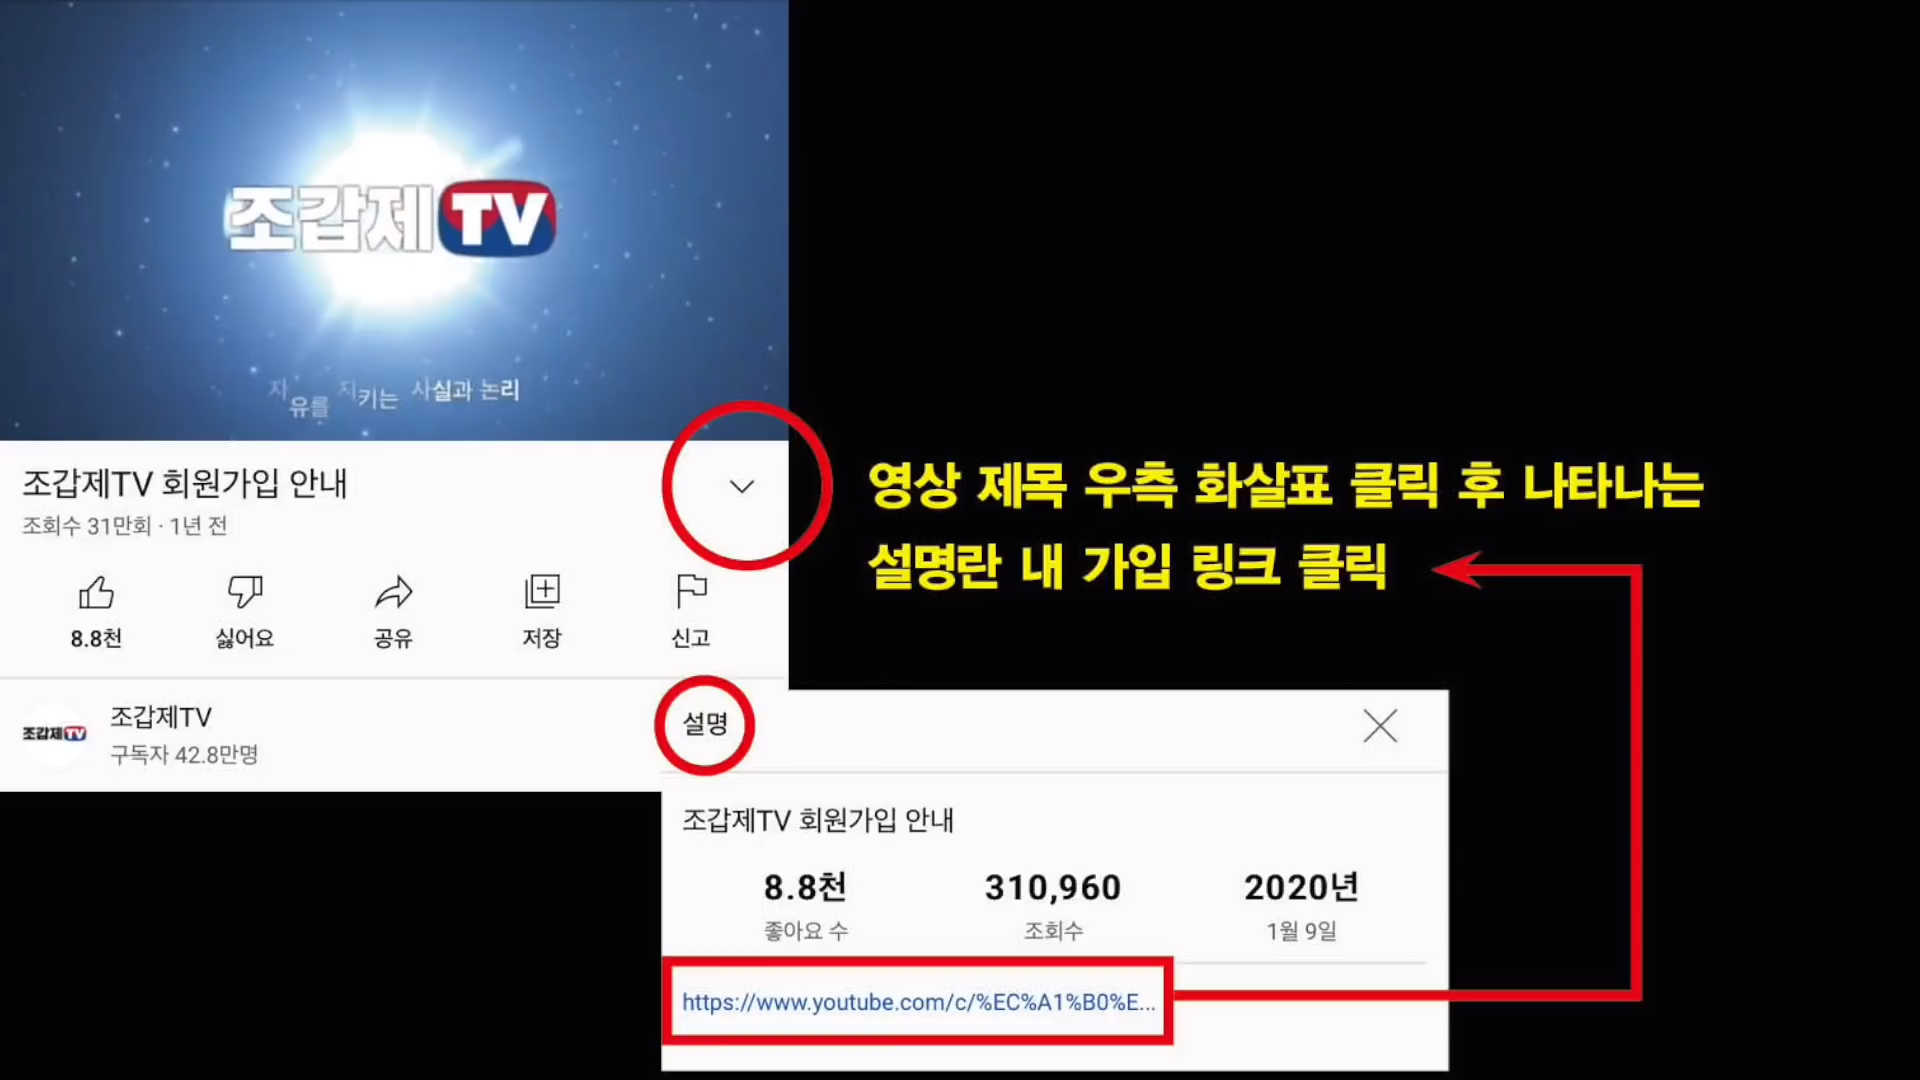 조갑제TV
자유를 지키는 사실과 논리
조갑제TV 회원가입 안내
조회수 31만회 · 1년 전
8.8천
싫어요
공유
저장
신고
조갑제TV
조갑제TV
구독자 42.8만명
영상 제목 우측 화살표 클릭 후 나타나는
설명란 내 가입 링크 클릭
설명
조갑제TV 회원가입 안내
8.8천
310,960
2020년
좋아요 수
조회수
1월 9일
https://www.youtube.com/c/%EC%A1%B0%E...